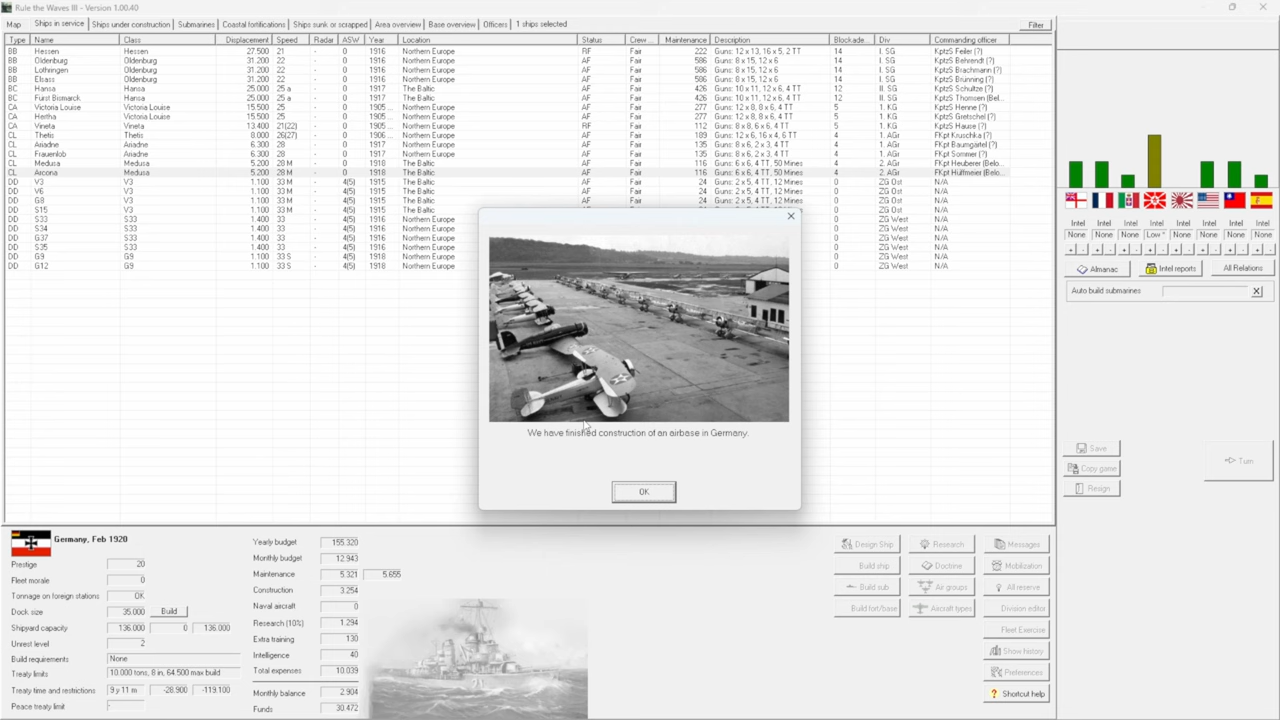 Rule the Waves III - Version 1.00.40
Map Ships in service Ships under construction Submarines Coastal fortifications Ships sunk or scrapped Area overview Base overview Officers 1 ships selected Filter
Type Name Class Displacement Speed Radar ASW Year Location Status Crew ... Maintenance Description Blockade... Div Commanding officer
BB Hessen Hessen 27.500 21 - 0 1916 Northern Europe RF Fair 222 Guns: 12 x 13, 16 x 5, 2 TT 14 I. SG KptzS Feiler (?)
BB Oldenburg Oldenburg 31.200 22 - 0 1916 Northern Europe AF Fair 586 Guns: 8 x 15, 12 x 6 14 I. SG KptzS Behrendt (?)
BB Lothringen Oldenburg 31.200 22 - 0 1916 Northern Europe AF Fair 586 Guns: 8 x 15, 12 x 6 14 I. SG KptzS Brachmann (?)
BB Elsass Oldenburg 31.200 22 - 0 1916 Northern Europe AF Fair 586 Guns: 8 x 15, 12 x 6 14 I. SG KptzS Brünning (?)
BC Hansa Hansa 25.000 25 a - 0 1917 The Baltic AF Fair 426 Guns: 10 x 11, 12 x 6, 4 TT 12 II. SG KptzS Schultze (?)
BC Fürst Bismarck Hansa 25.000 25 a - 0 1917 The Baltic AF Fair 426 Guns: 10 x 11, 12 x 6, 4 TT 12 II. SG KptzS Thomsen (Bel...
CA Victoria Louise Victoria Louise 15.500 25 - 0 1905 ... Northern Europe AF Fair 277 Guns: 12 x 8, 8 x 6, 4 TT 5 1. KG KptzS Henne (?)
CA Hertha Victoria Louise 15.500 25 - 0 1905 ... Northern Europe AF Fair 277 Guns: 12 x 8, 8 x 6, 4 TT 5 1. KG KptzS Gretschel (?)
CA Vineta Vineta 13.400 21(22) - 0 1905 ... Northern Europe RF Fair 112 Guns: 8 x 8, 6 x 6, 4 TT 5 1. KG KptzS Hause (?)
CL Thetis Thetis 8.000 26(27) - 0 1906 ... Northern Europe AF Fair 189 Guns: 12 x 6, 16 x 4, 4 TT 4 1. AGr FKpt Kruschka (?)
CL Ariadne Ariadne 6.300 28 - 0 1917 Northern Europe AF Fair 135 Guns: 8 x 6, 2 x 3, 4 TT 4 1. AGr FKpt Baumgärtel (?)
CL Frauenlob Ariadne 6.300 28 - 0 1917 Northern Europe AF Fair 135 Guns: 8 x 6, 2 x 3, 4 TT 4 1. AGr FKpt Sommer (?)
CL Medusa Medusa 5.200 28 M - 0 1918 The Baltic AF Fair 116 Guns: 6 x 6, 4 TT, 50 Mines 4 2. AGr FKpt Heuberer (Belo...
CL Arcona Medusa 5.200 28 M - 0 1918 The Baltic AF Fair 116 Guns: 6 x 6, 4 TT, 50 Mines 4 2. AGr FKpt Hüffmeier (Belo...
DD V3 V3 1.100 33 M - 4(5) 1915 The Baltic AF Fair 24 Guns: 2 x 5, 4 TT, 12 Mines 0 ZG Ost N/A
DD V6 V3 1.100 33 M - 4(5) 1915 The Baltic AF Fair 24 Guns: 2 x 5, 4 TT, 12 Mines 0 ZG Ost N/A
DD G8 V3 1.100 33 M - 4(5) 1915 The Baltic AF Fair 24 Guns: 2 x 5, 4 TT, 12 Mines 0 ZG Ost N/A
DD S15 V3 1.100 33 M - 4(5) 1915 The Baltic 0 ZG Ost N/A
DD S33 S33 1.400 33 - 4(5) 1916 Northern Europe 0 ZG West N/A
DD S34 S33 1.400 33 - 4(5) 1916 Northern Europe 0 ZG West N/A
DD G37 S33 1.400 33 - 4(5) 1916 Northern Europe 0 ZG West N/A
DD S35 S33 1.400 33 - 4(5) 1916 Northern Europe 0 ZG West N/A
DD G9 G9 1.100 33 S - 4(5) 1918 Northern Europe 0 ZG West N/A
DD G12 G9 1.100 33 S - 4(5) 1918 Northern Europe 0 ZG West N/A
We have finished construction of an airbase in Germany.
OK
Intel Intel Intel Intel Intel Intel Intel Intel
None None None Low * None None None None
+ - + - + - + - + - + - + - + -
Almanac Intel reports All Relations
Auto build submarines X
Save
Copy game
Resign
Turn
Germany, Feb 1920
Prestige 20
Fleet morale 0
Tonnage on foreign stations OK
Dock size 35.000 Build
Shipyard capacity 136.000 0 136.000
Unrest level 2
Build requirements None
Treaty limits 10.000 tons, 8 in, 64.500 max build
Treaty time and restrictions 9 y 11 m -28.900 -119.100
Peace treaty limit -
Yearly budget 155.320
Monthly budget 12.943
Maintenance 5.321 5.655
Construction 3.254
Naval aircraft 0
Research (10%) 1.294
Extra training 130
Intelligence 40
Total expenses 10.039
Monthly balance 2.904
Funds 30.472
Design Ship Research Messages
Build ship Doctrine Mobilization
Build sub Air groups All reserve
Build fort/base Aircraft types Division editor
Fleet Exercise
Show history
Preferences
? Shortcut help